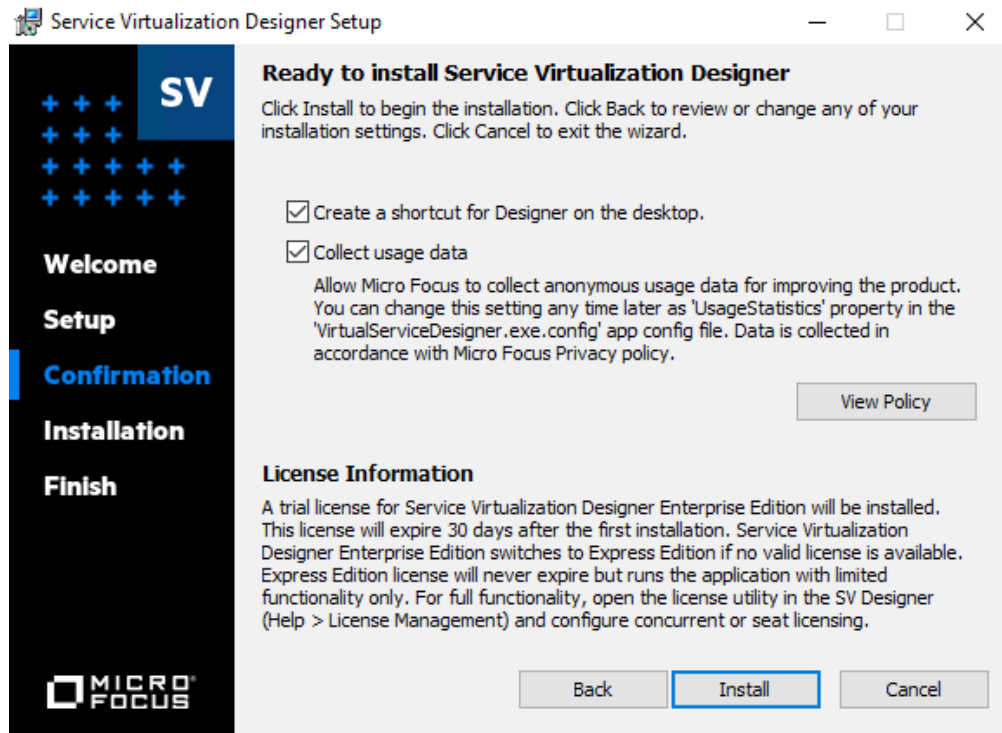 Service Virtualization Designer Setup
SV
Welcome
Setup
Confirmation
Installation
Finish
MICRO
FOCUS
Ready to install Service Virtualization Designer
Click Install to begin the installation. Click Back to review or change any of your
installation settings. Click Cancel to exit the wizard.
Create a shortcut for Designer on the desktop.
Collect usage data
Allow Micro Focus to collect anonymous usage data for improving the product.
You can change this setting any time later as 'UsageStatistics' property in the
'VirtualServiceDesigner.exe.config' app config file. Data is collected in
accordance with Micro Focus Privacy policy.
View Policy
License Information
A trial license for Service Virtualization Designer Enterprise Edition will be installed.
This license will expire 30 days after the first installation. Service Virtualization
Designer Enterprise Edition switches to Express Edition if no valid license is available.
Express Edition license will never expire but runs the application with limited
functionality only. For full functionality, open the license utility in the SV Designer
(Help > License Management) and configure concurrent or seat licensing.
Back
Install
Cancel